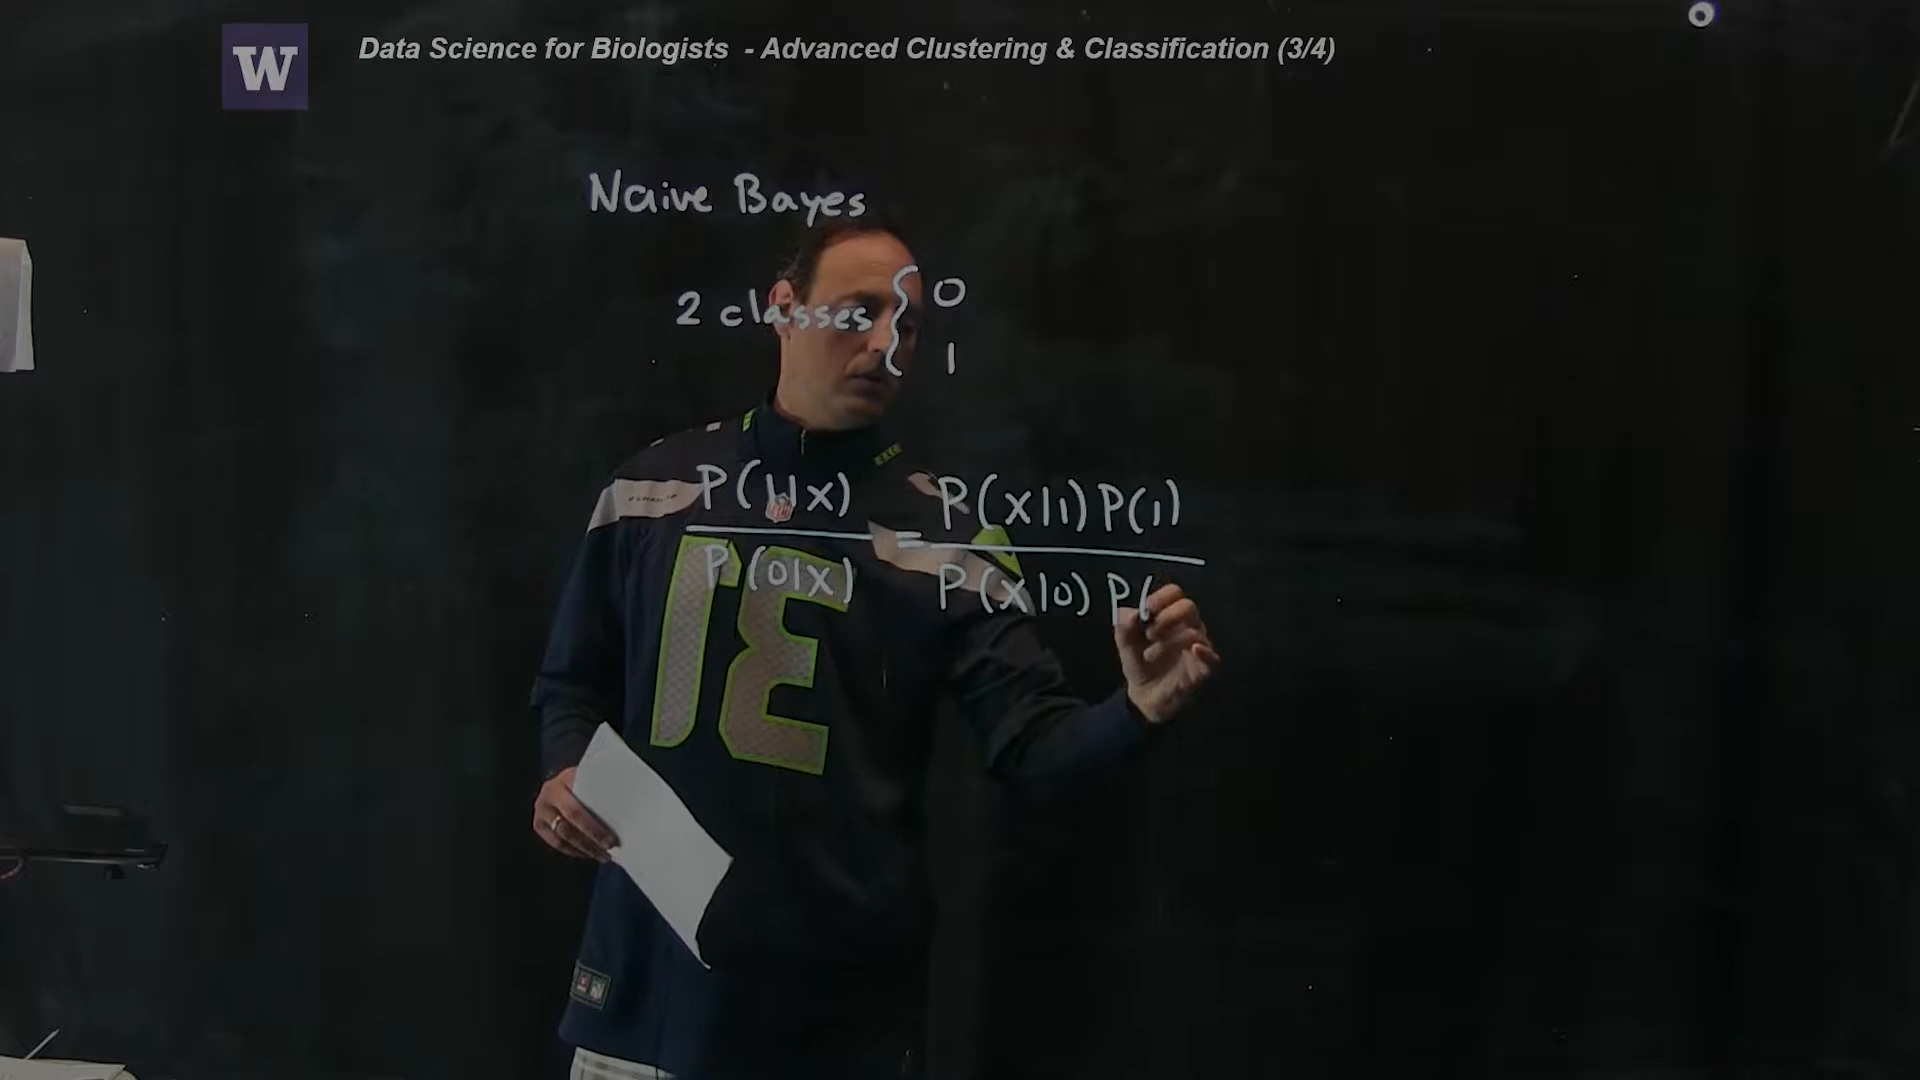 W
Data Science for Biologists - Advanced Clustering & Classification (3/4)
Naive Bayes
2 classes { 0
1
P(1|x) = P(x|1) P(1)
P(0|x) P(x|0) P(
31